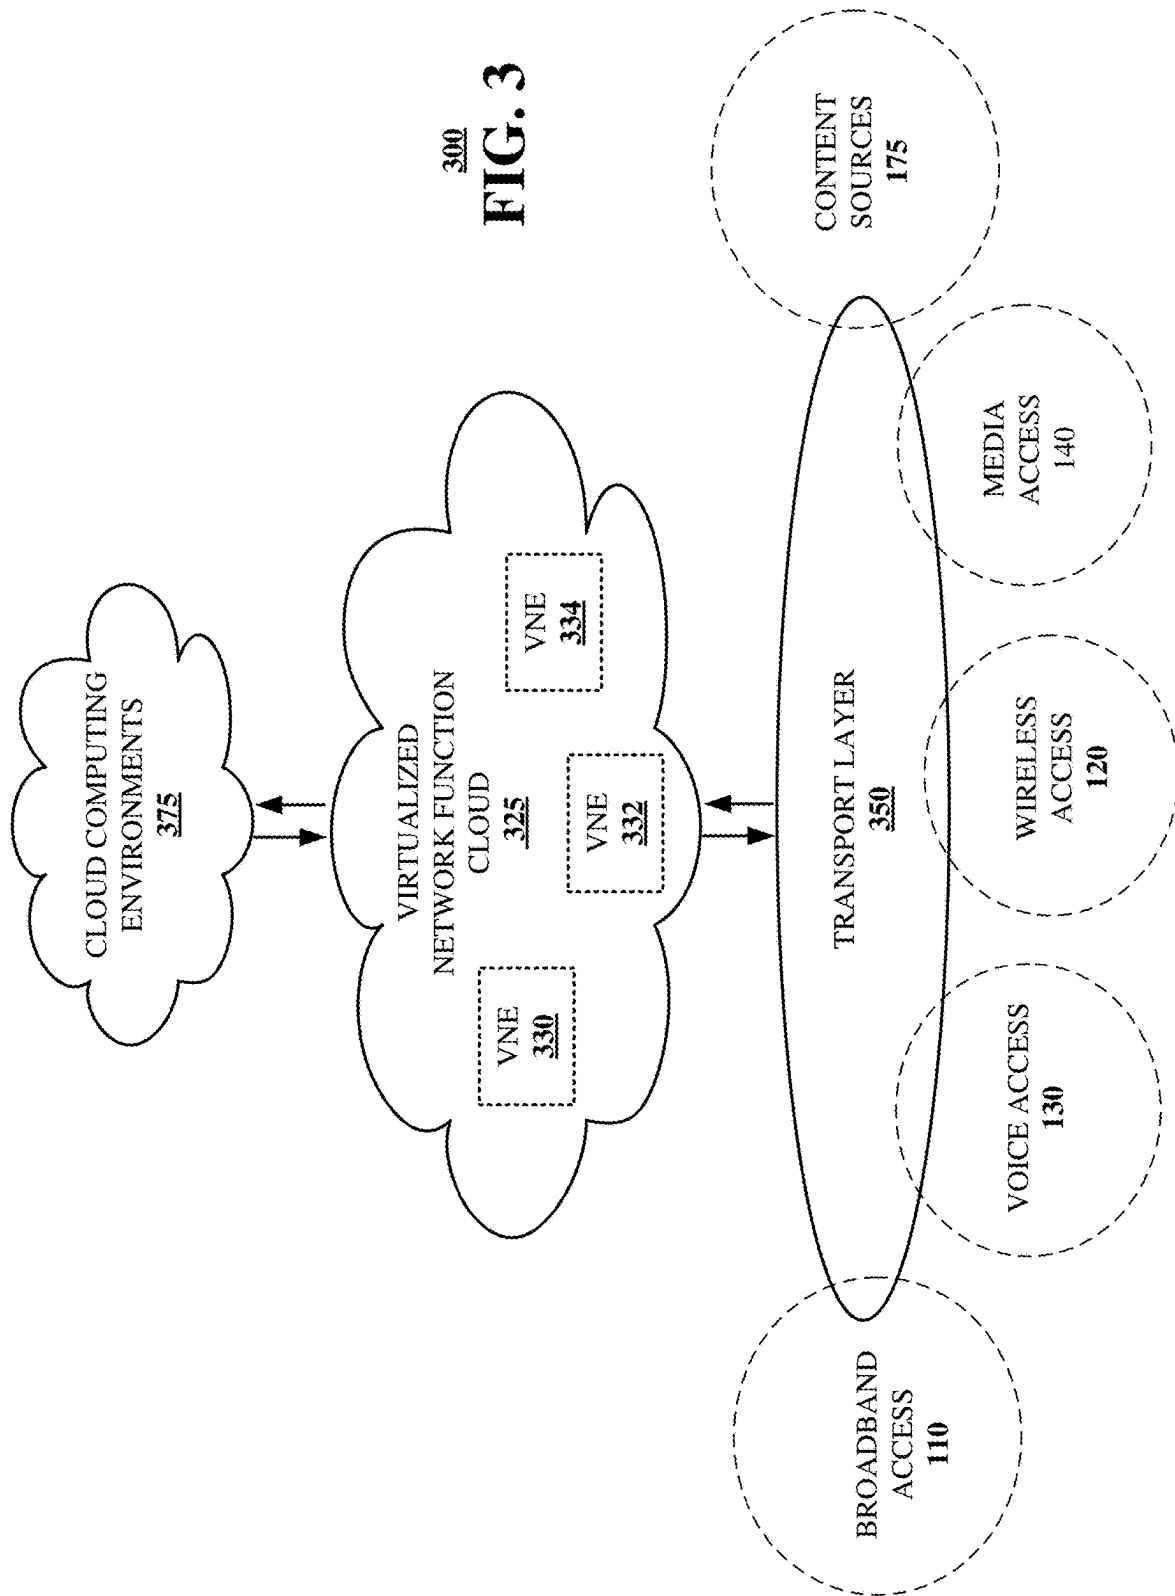 300
FIG. 3
CLOUD COMPUTING
ENVIRONMENTS
375
VIRTUALIZED
NETWORK FUNCTION
CLOUD
325
VNE
330
VNE
332
VNE
334
TRANSPORT LAYER
350
BROADBAND
ACCESS
110
VOICE ACCESS
130
WIRELESS
ACCESS
120
MEDIA
ACCESS
140
CONTENT
SOURCES
175